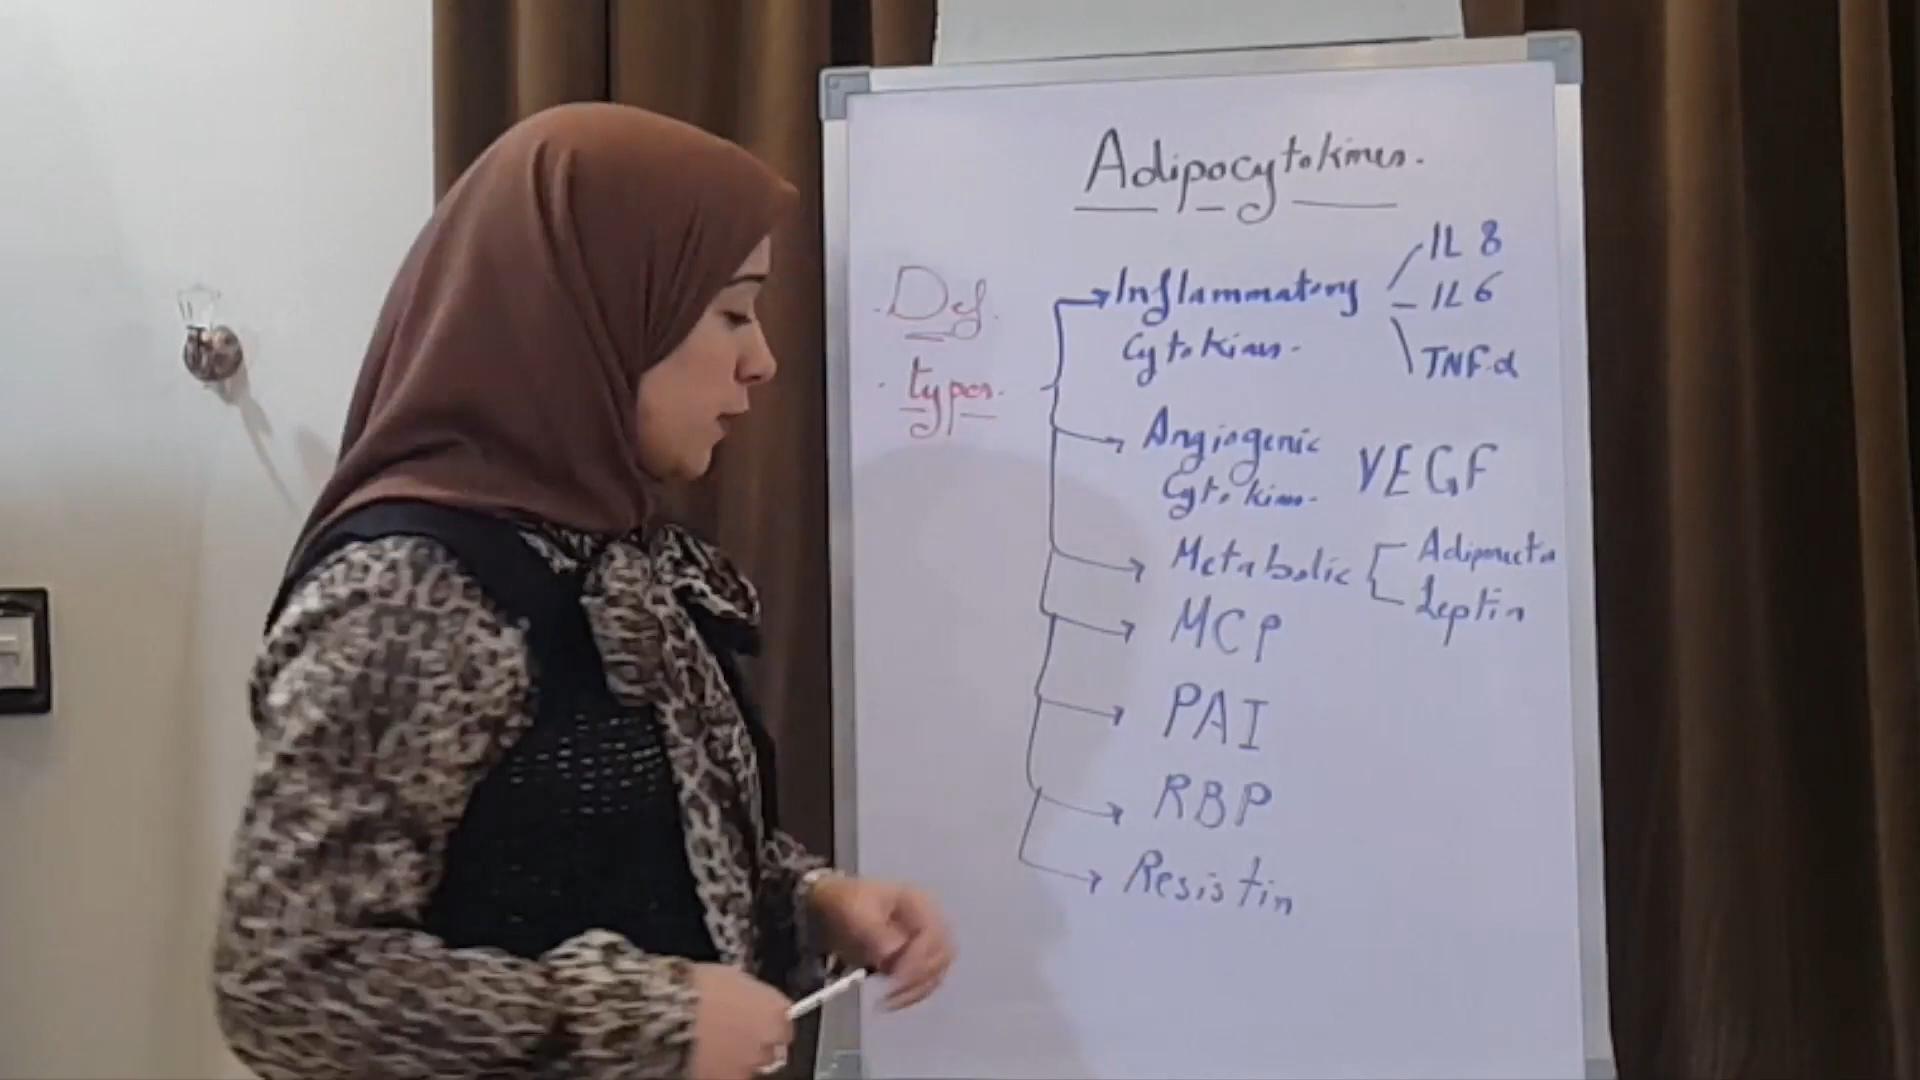 Adipocytokines.
. Def.
. types.
Inflammatory
Cytokines.
IL 8
IL 6
TNF-α
Angiogenic
Cytokines.
VEGF
Metabolic
Adiponectin
Leptin
MCP
PAI
RBP
Resistin